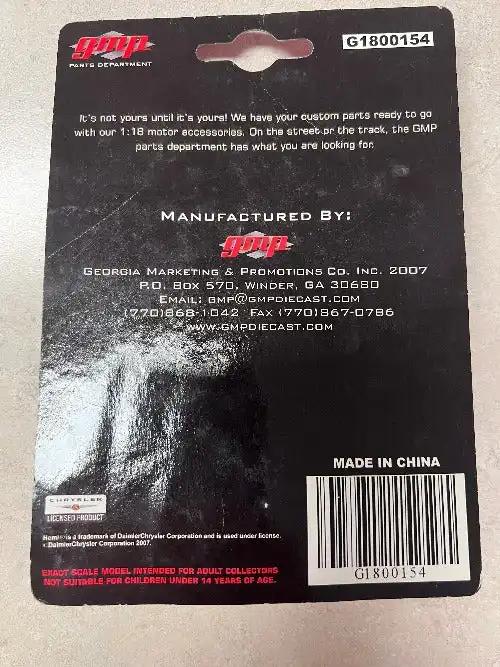 gmp
PARTS DEPARTMENT
G1800154
It's not yours until it's yours! We have your custom parts ready to go
with our 1:18 motor accessories. On the street or the track, the GMP
parts department has what you are looking for.
MANUFACTURED BY:
gmp
GEORGIA MARKETING & PROMOTIONS CO. INC. 2007
P.O. BOX 570, WINDER, GA 30680
EMAIL: GMP@GMPDIECAST.COM
(770)868-1042 FAX (770)867-0786
WWW.GMPDIECAST.COM
MADE IN CHINA
CHRYSLER
LICENSED PRODUCT
Hemi is a trademark of DaimlerChrysler Corporation and is used under license.
DaimlerChrysler Corporation 2007.
EXACT SCALE MODEL INTENDED FOR ADULT COLLECTORS
NOT SUITABLE FOR CHILDREN UNDER 14 YEARS OF AGE.
G1800154